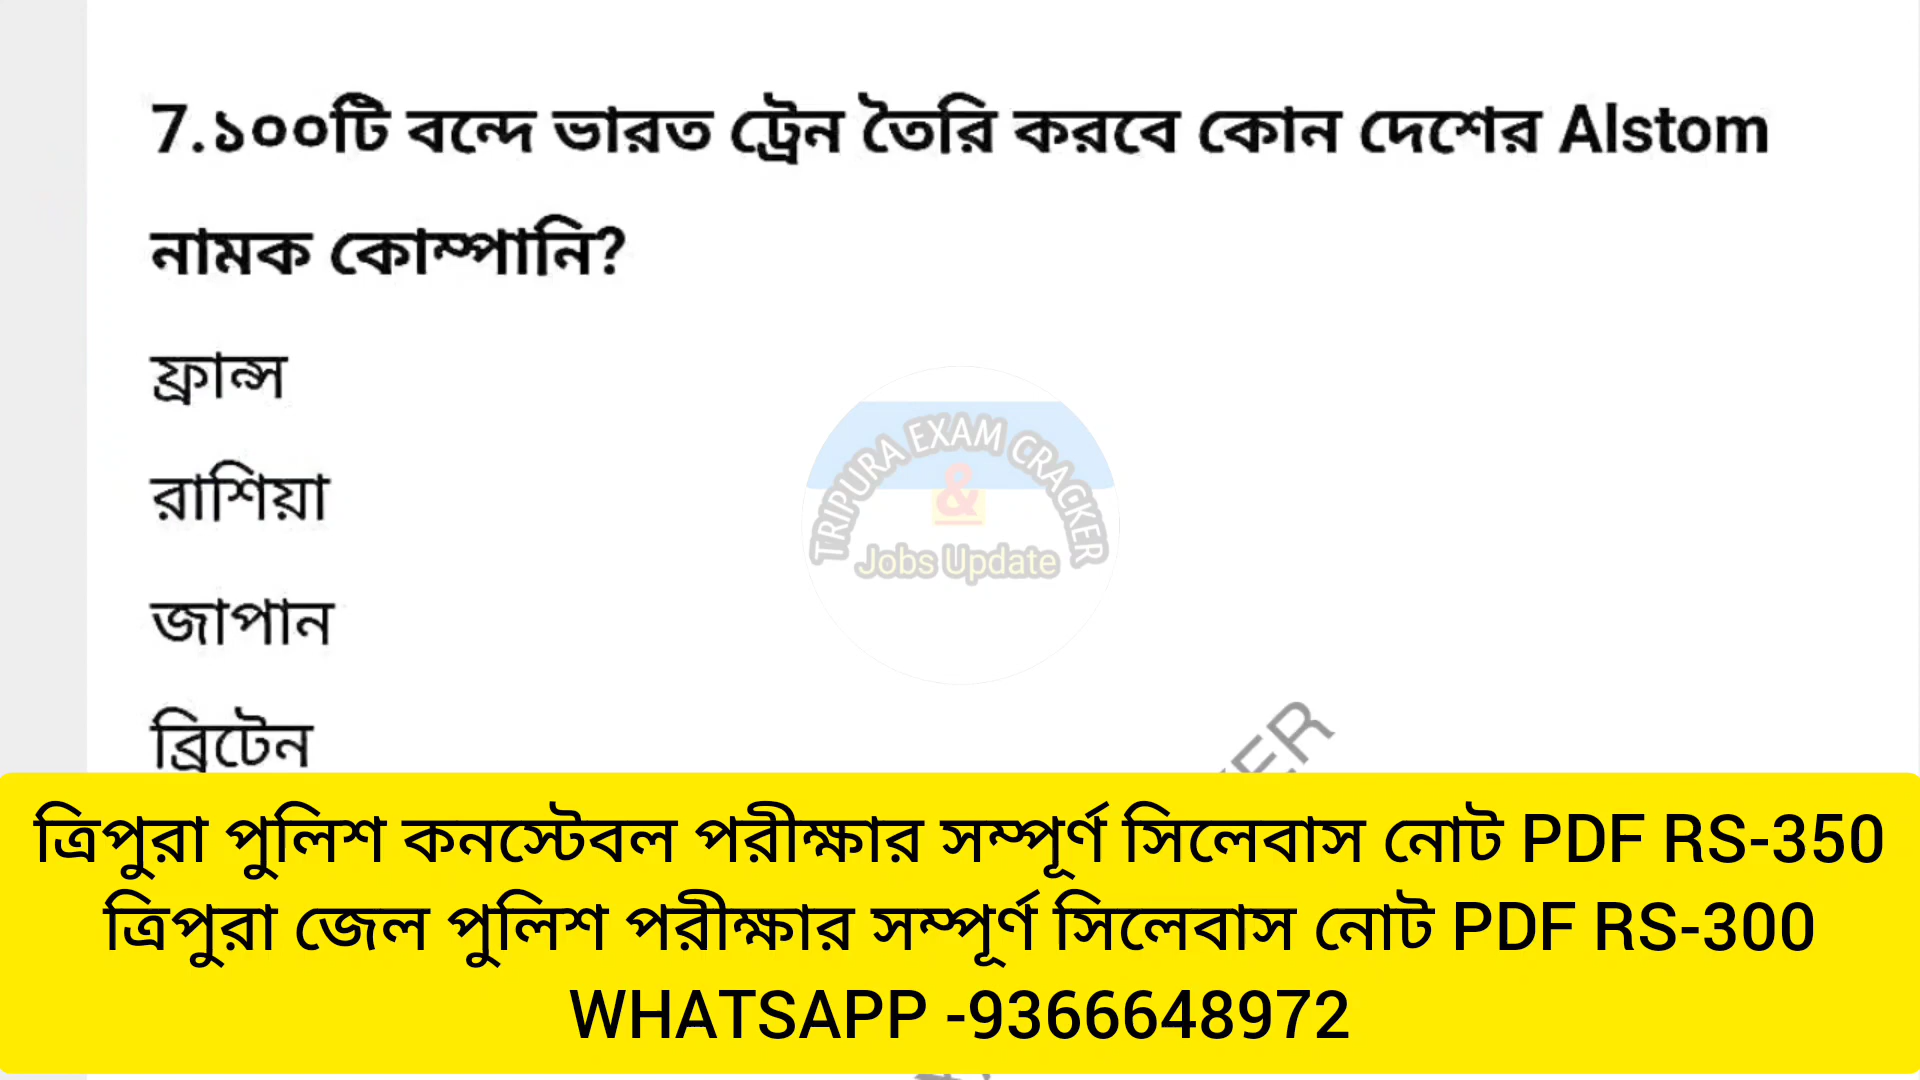 7.১০০টি বন্দে ভারত ট্রেন তৈরি করবে কোন দেশের Alstom
নামক কোম্পানি?
ফ্রান্স
রাশিয়া
জাপান
ব্রিটেন
TRIPURA EXAM CRACKER
&
Jobs Update
ত্রিপুরা পুলিশ কনস্টেবল পরীক্ষার সম্পূর্ণ সিলেবাস নোট PDF RS-350
ত্রিপুরা জেল পুলিশ পরীক্ষার সম্পূর্ণ সিলেবাস নোট PDF RS-300
WHATSAPP -9366648972